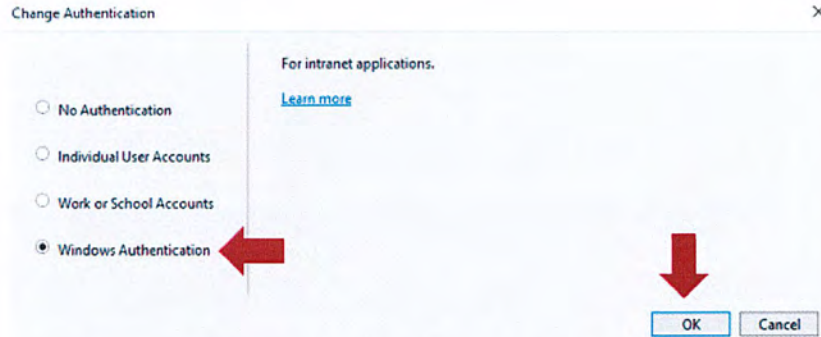 Change Authentication
For intranet applications.
Learn more
No Authentication
Individual User Accounts
Work or School Accounts
Windows Authentication
OK
Cancel